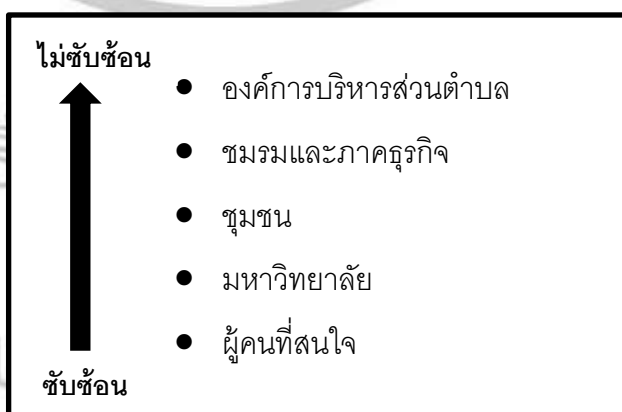 ไม่ซับซ้อน
• องค์การบริหารส่วนตำบล
• ชมรมและภาคธุรกิจ
• ชุมชน
• มหาวิทยาลัย
• ผู้คนที่สนใจ
ซับซ้อน